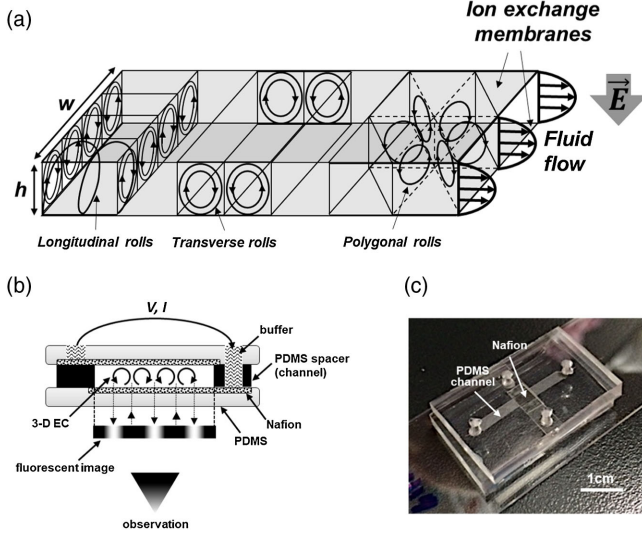 (a)
Ion exchange
membranes
w
E
Fluid
flow
h
Longitudinal rolls
Transverse rolls
Polygonal rolls
(b)
V, I
buffer
PDMS spacer
(channel)
3-D EC
Nafion
PDMS
fluorescent image
observation
(c)
Nafion
PDMS
channel
1cm